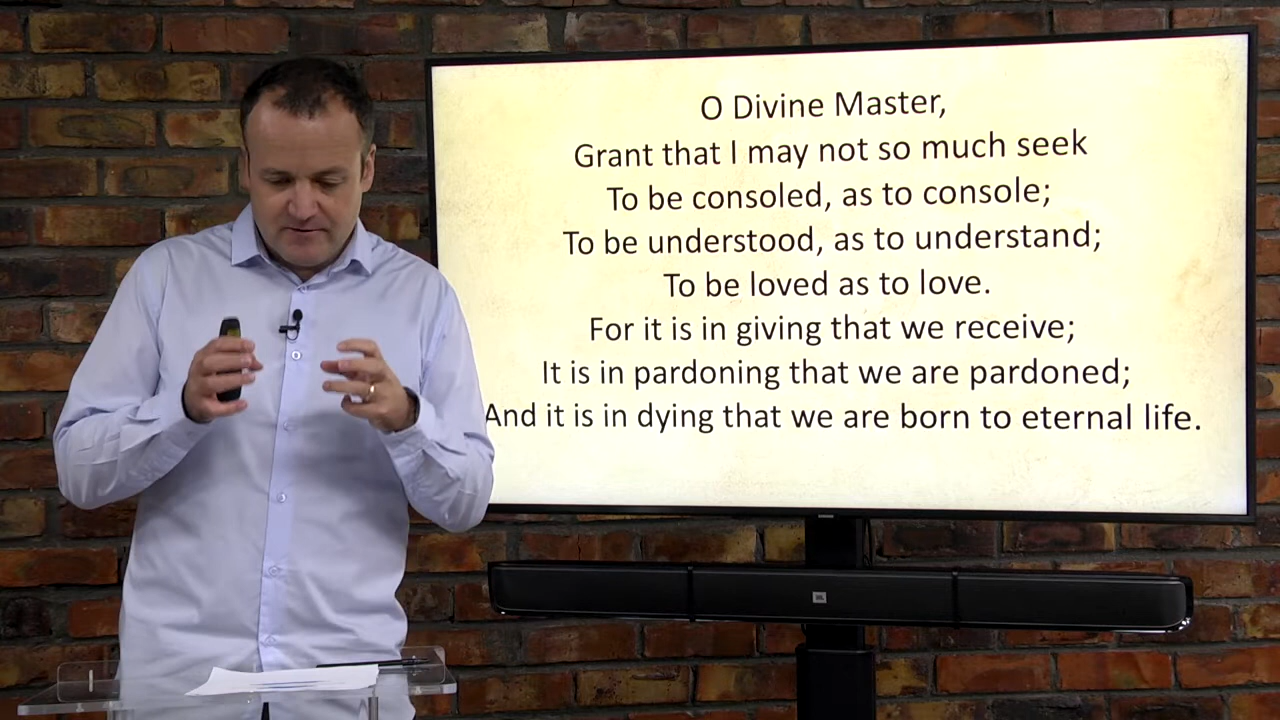 O Divine Master,
Grant that I may not so much seek
To be consoled, as to console;
To be understood, as to understand;
To be loved as to love.
For it is in giving that we receive;
It is in pardoning that we are pardoned;
And it is in dying that we are born to eternal life.
JBL